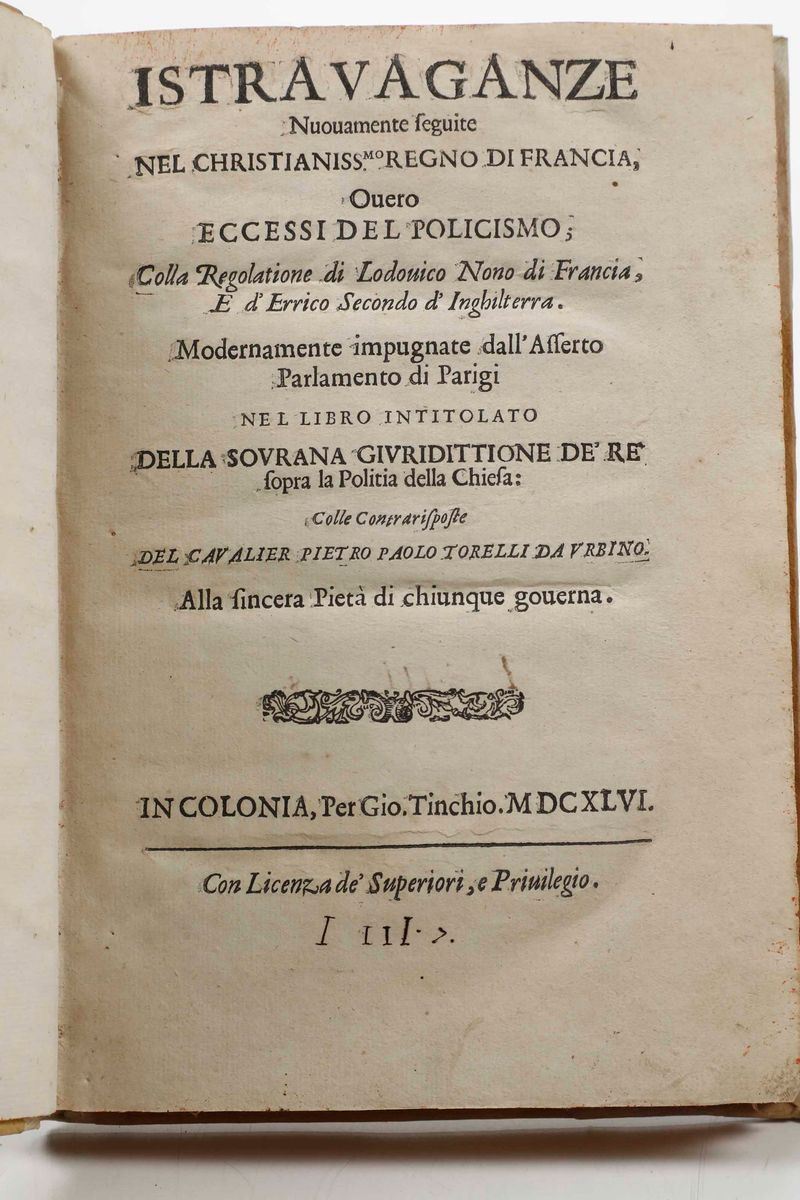 ISTRAVAGANZE
Nuouamente ſeguite
NEL CHRISTIANISS.ᴹᴼ REGNO DI FRANCIA,
Ouero
ECCESSI DEL POLICISMO,
Colla Regolatione di Lodouico Nono di Francia,
E d'Errico Secondo d'Inghilterra.
Modernamente impugnate dall'Aſſerto
Parlamento di Parigi
NEL LIBRO INTITOLATO
DELLA SOVRANA GIVRIDITTIONE DE' RE'
ſopra la Politia della Chieſa:
Colle Contrariſpoſte
DEL CAVALIER PIETRO PAOLO TORELLI DA VRBINO.
Alla ſincera Pietà di chiunque gouerna.
IN COLONIA, Per Gio. Tinchio. MDCXLVI.
Con Licenza de' Superiori, e Priuilegio.